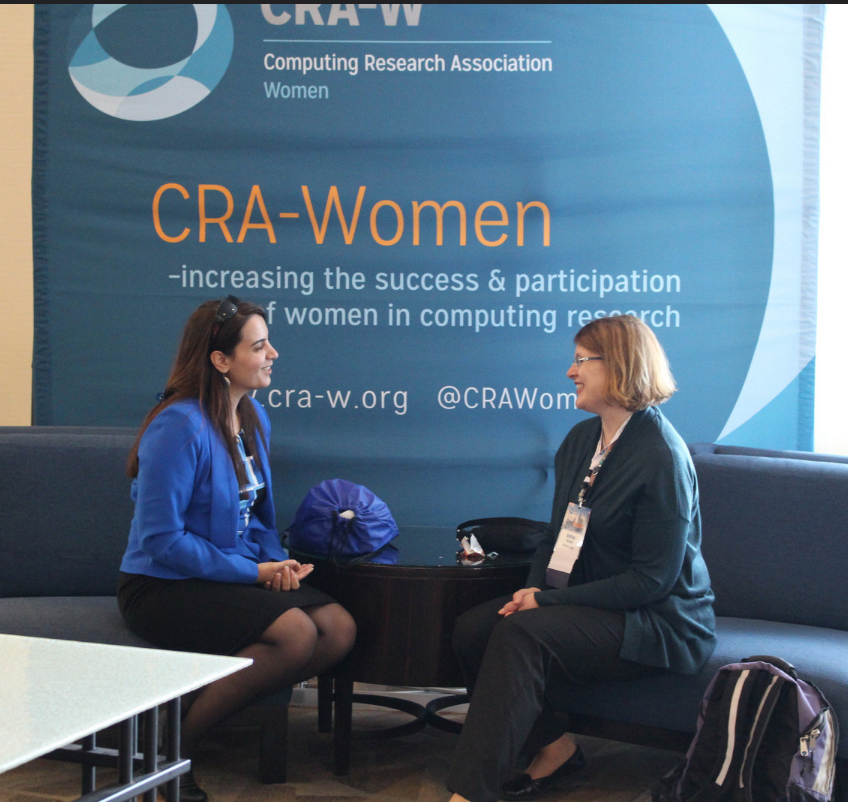 CRA-W
Computing Research Association
Women
CRA-Women
–increasing the success & participation
f women in computing research
.cra-w.org @CRAWom